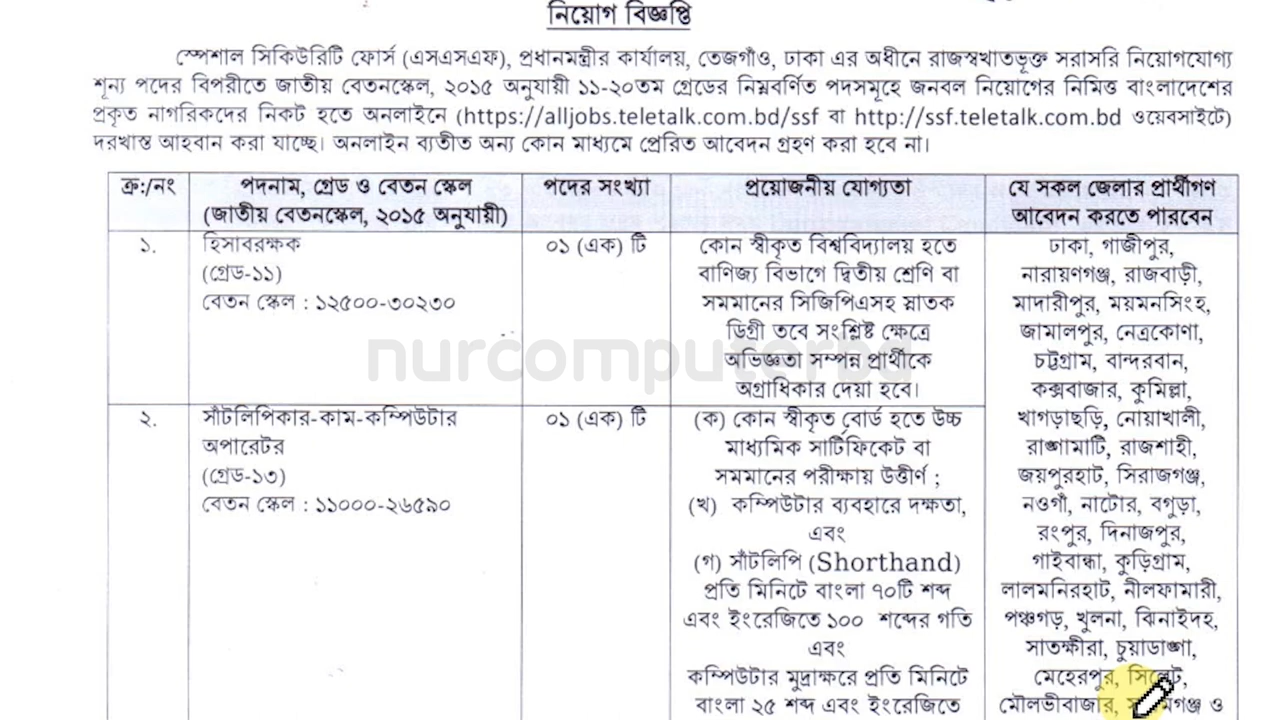 নিয়োগ বিজ্ঞপ্তি
স্পেশাল সিকিউরিটি ফোর্স (এসএসএফ), প্রধানমন্ত্রীর কার্যালয়, তেজগাঁও, ঢাকা এর অধীনে রাজস্বখাতভূক্ত সরাসরি নিয়োগযোগ্য
শূন্য পদের বিপরীতে জাতীয় বেতনস্কেল, ২০১৫ অনুযায়ী ১১-২০তম গ্রেডের নিম্নবর্ণিত পদসমূহে জনবল নিয়োগের নিমিত্ত বাংলাদেশের
প্রকৃত নাগরিকদের নিকট হতে অনলাইনে (https://alljobs.teletalk.com.bd/ssf বা http://ssf.teletalk.com.bd ওয়েবসাইটে)
দরখাস্ত আহবান করা যাচ্ছে। অনলাইন ব্যতীত অন্য কোন মাধ্যমে প্রেরিত আবেদন গ্রহণ করা হবে না।
ক্র:/নং
পদনাম, গ্রেড ও বেতন স্কেল
(জাতীয় বেতনস্কেল, ২০১৫ অনুযায়ী)
পদের সংখ্যা
প্রয়োজনীয় যোগ্যতা
যে সকল জেলার প্রার্থীগণ
আবেদন করতে পারবেন
১.
হিসাবরক্ষক
(গ্রেড-১১)
বেতন স্কেল : ১২৫০০-৩০২৩০
০১ (এক) টি
কোন স্বীকৃত বিশ্ববিদ্যালয় হতে
বাণিজ্য বিভাগে দ্বিতীয় শ্রেণি বা
সমমানের সিজিপিএসহ স্নাতক
ডিগ্রী তবে সংশ্লিষ্ট ক্ষেত্রে
অভিজ্ঞতা সম্পন্ন প্রার্থীকে
অগ্রাধিকার দেয়া হবে।
২.
সাঁটলিপিকার-কাম-কম্পিউটার
অপারেটর
(গ্রেড-১৩)
বেতন স্কেল : ১১০০০-২৬৫৯০
০১ (এক) টি
(ক) কোন স্বীকৃত বোর্ড হতে উচ্চ
মাধ্যমিক সার্টিফিকেট বা
সমমানের পরীক্ষায় উত্তীর্ণ ;
(খ) কম্পিউটার ব্যবহারে দক্ষতা,
এবং
(গ) সাঁটলিপি (Shorthand)
প্রতি মিনিটে বাংলা ৭০টি শব্দ
এবং ইংরেজিতে ১০০ শব্দের গতি
এবং
কম্পিউটার মুদ্রাক্ষরে প্রতি মিনিটে
বাংলা ২৫ শব্দ এবং ইংরেজিতে
ঢাকা, গাজীপুর,
নারায়ণগঞ্জ, রাজবাড়ী,
মাদারীপুর, ময়মনসিংহ,
জামালপুর, নেত্রকোণা,
চট্টগ্রাম, বান্দরবান,
কক্সবাজার, কুমিল্লা,
খাগড়াছড়ি, নোয়াখালী,
রাঙ্গামাটি, রাজশাহী,
জয়পুরহাট, সিরাজগঞ্জ,
নওগাঁ, নাটোর, বগুড়া,
রংপুর, দিনাজপুর,
গাইবান্ধা, কুড়িগ্রাম,
লালমনিরহাট, নীলফামারী,
পঞ্চগড়, খুলনা, ঝিনাইদহ,
সাতক্ষীরা, চুয়াডাঙ্গা,
মেহেরপুর, সিলেট,
মৌলভীবাজার, ও
nurcomputerbd